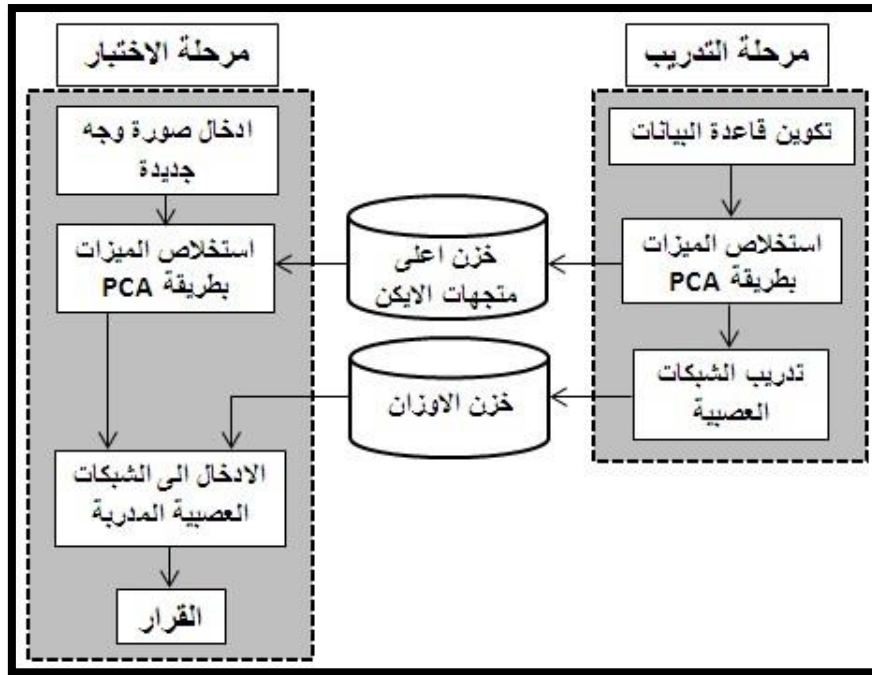 مرحلة التدريب
تكوين قاعدة البيانات
استخلاص الميزات
بطريقة PCA
تدريب الشبكات
العصبية
خزن اعلى
متجهات الايكن
خزن الاوزان
مرحلة الاختبار
ادخال صورة وجه
جديدة
استخلاص الميزات
بطريقة PCA
الادخال الى الشبكات
العصبية المدربة
القرار